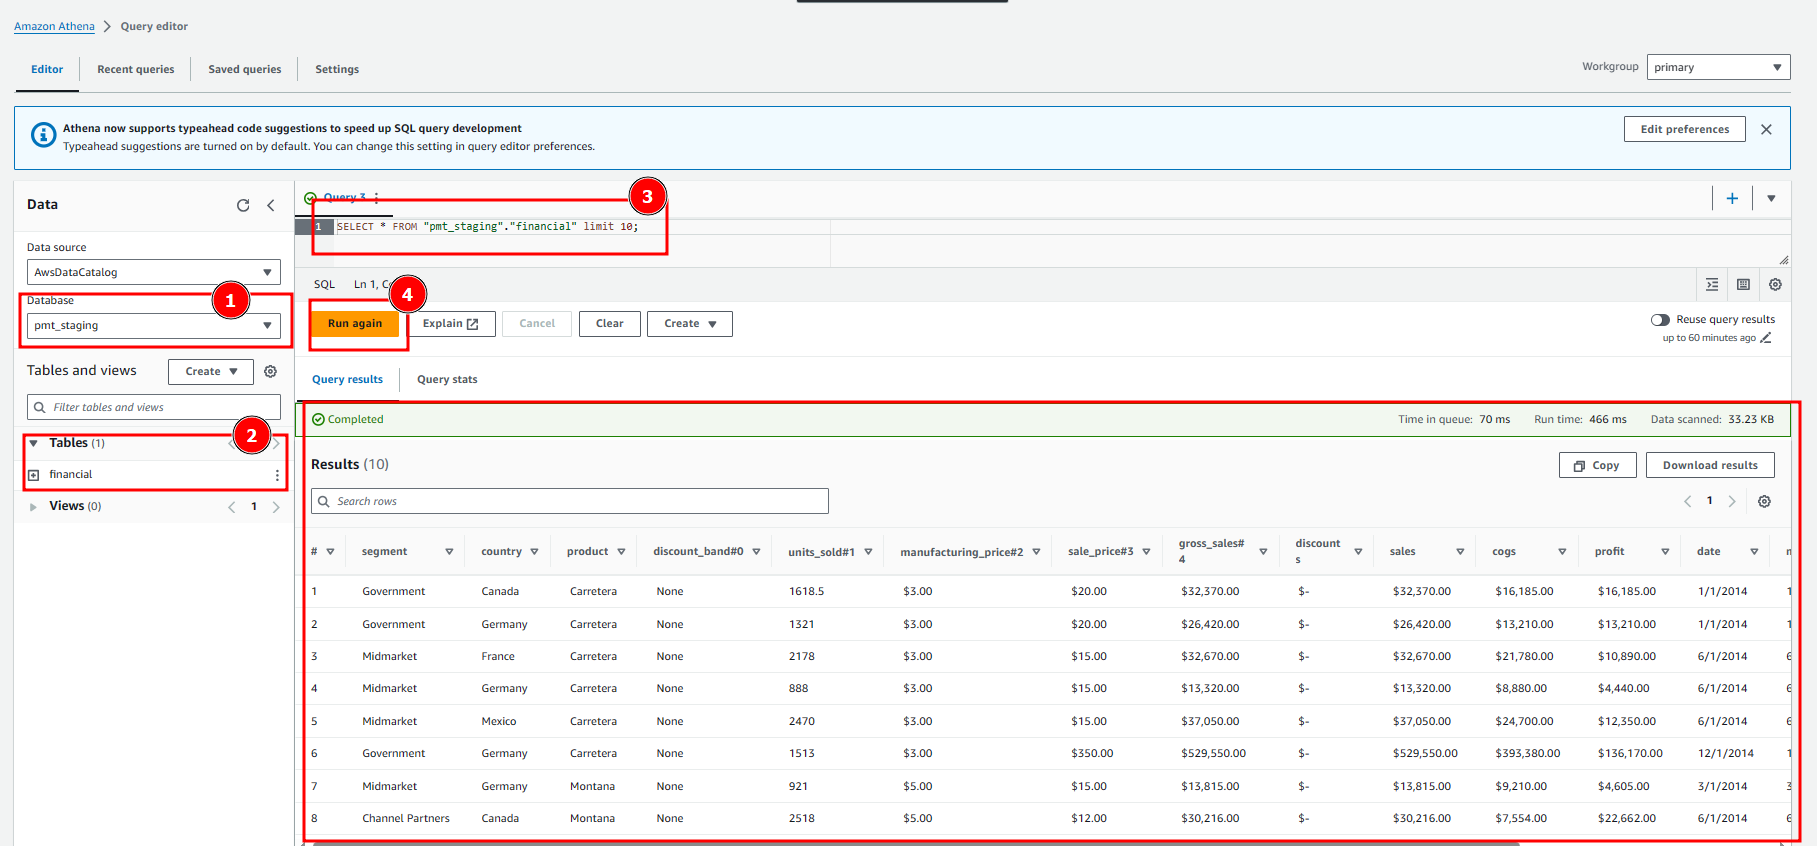 Amazon Athena > Query editor
Editor Recent queries Saved queries Settings
Workgroup primary
Athena now supports typeahead code suggestions to speed up SQL query development
Typeahead suggestions are turned on by default. You can change this setting in query editor preferences.
Edit preferences
Data
Data source
AwsDataCatalog
Database
1
pmt_staging
Tables and views Create
Filter tables and views
2
Tables (1)
financial
Views (0) 1
Query 3
3
1 SELECT * FROM "pmt_staging"."financial" limit 10;
SQL Ln 1,
4
Run again Explain Cancel Clear Create
Reuse query results
up to 60 minutes ago
Query results Query stats
Completed Time in queue: 70 ms Run time: 466 ms Data scanned: 33.23 KB
Results (10) Copy Download results
Search rows 1
# segment country product discount_band#0 units_sold#1 manufacturing_price#2 sale_price#3 gross_sales#4 discounts sales cogs profit date
1 Government Canada Carretera None 1618.5 $3.00 $20.00 $32,370.00 $- $32,370.00 $16,185.00 $16,185.00 1/1/2014
2 Government Germany Carretera None 1321 $3.00 $20.00 $26,420.00 $- $26,420.00 $13,210.00 $13,210.00 1/1/2014
3 Midmarket France Carretera None 2178 $3.00 $15.00 $32,670.00 $- $32,670.00 $21,780.00 $10,890.00 6/1/2014
4 Midmarket Germany Carretera None 888 $3.00 $15.00 $13,320.00 $- $13,320.00 $8,880.00 $4,440.00 6/1/2014
5 Midmarket Mexico Carretera None 2470 $3.00 $15.00 $37,050.00 $- $37,050.00 $24,700.00 $12,350.00 6/1/2014
6 Government Germany Carretera None 1513 $3.00 $350.00 $529,550.00 $- $529,550.00 $393,380.00 $136,170.00 12/1/2014
7 Midmarket Germany Montana None 921 $5.00 $15.00 $13,815.00 $- $13,815.00 $9,210.00 $4,605.00 3/1/2014
8 Channel Partners Canada Montana None 2518 $5.00 $12.00 $30,216.00 $- $30,216.00 $7,554.00 $22,662.00 6/1/2014